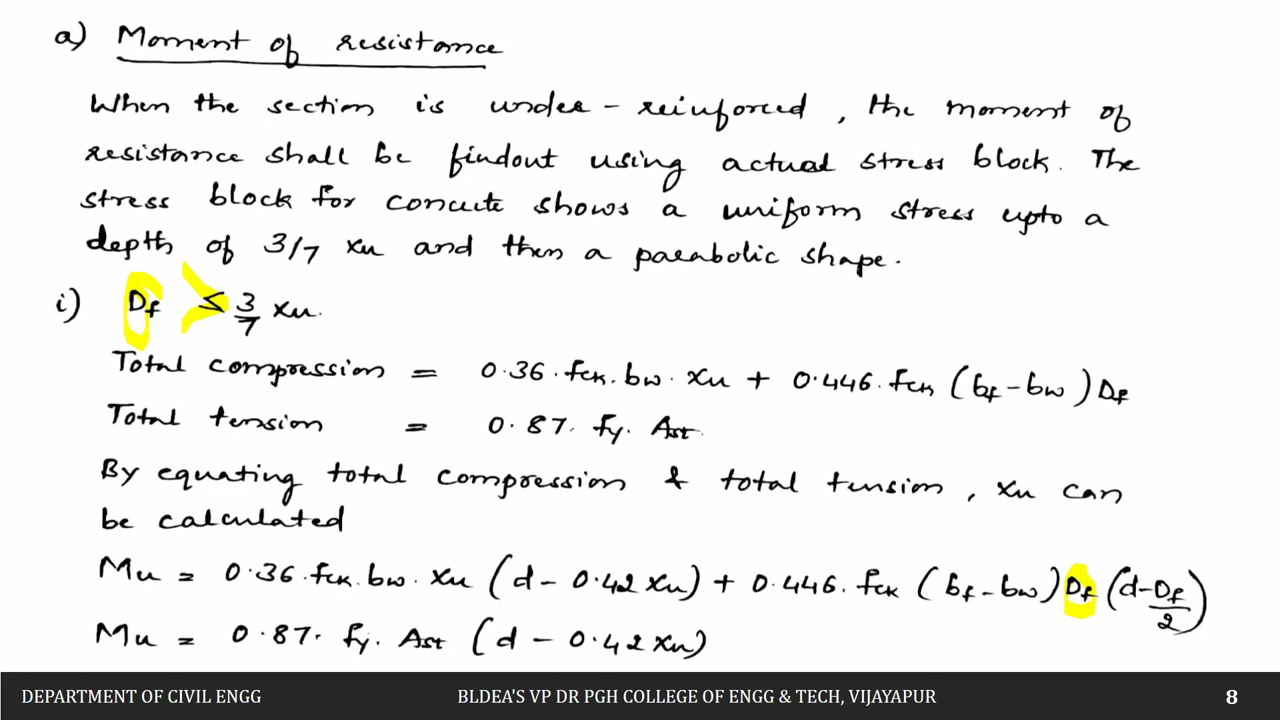 a) Moment of resistance
When the section is under-reinforced, the moment of
resistance shall be findout using actual stress block. The
stress block for concrete shows a uniform stress upto a
depth of 3/7 xu and then a parabolic shape.
i) Df ≤ 3/7 xu.
Total compression = 0.36.fck.bw.xu + 0.446.fck (bf-bw) Df
Total tension = 0.87. fy. Ast.
By equating total compression & total tension, xu can
be calculated
Mu = 0.36.fck.bw.xu (d - 0.42xu) + 0.446.fck (bf-bw) Df (d-Df/2)
Mu = 0.87. fy. Ast (d - 0.42xu)
DEPARTMENT OF CIVIL ENGG BLDEA'S VP DR PGH COLLEGE OF ENGG & TECH, VIJAYAPUR 8